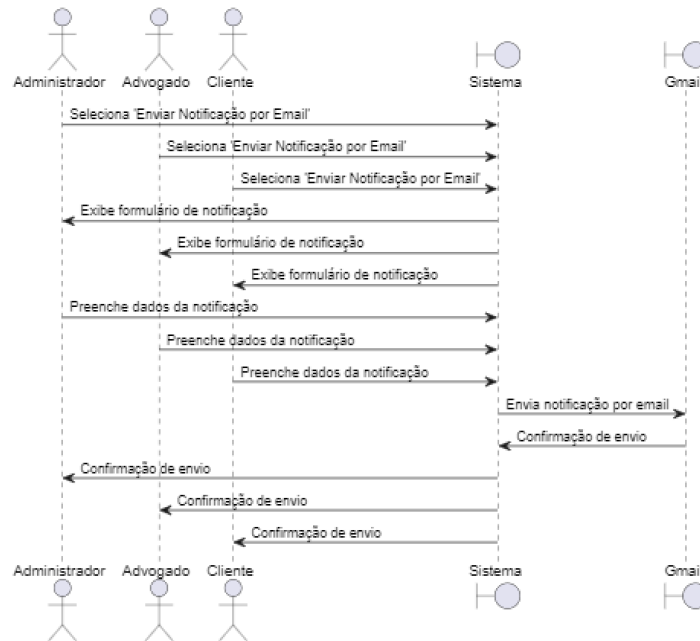 Administrador Advogado Cliente Sistema Gmail
Seleciona 'Enviar Notificação por Email'
Seleciona 'Enviar Notificação por Email'
Seleciona 'Enviar Notificação por Email'
Exibe formulário de notificação
Exibe formulário de notificação
Exibe formulário de notificação
Preenche dados da notificação
Preenche dados da notificação
Preenche dados da notificação
Envia notificação por email
Confirmação de envio
Confirmação de envio
Confirmação de envio
Confirmação de envio
Administrador Advogado Cliente Sistema Gmail